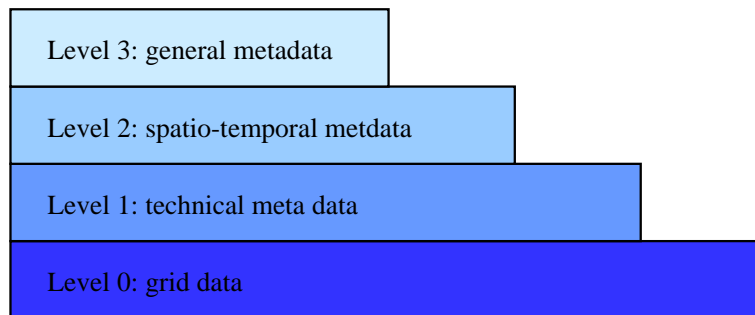 Level 3: general metadata
Level 2: spatio-temporal metdata
Level 1: technical meta data
Level 0: grid data